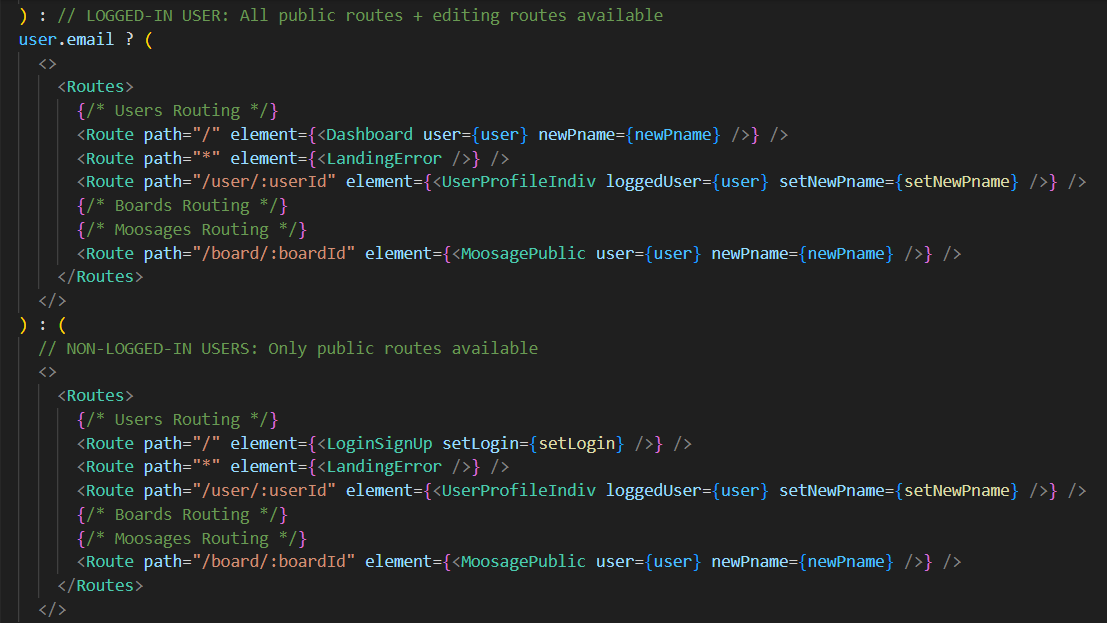 ) : // LOGGED-IN USER: All public routes + editing routes available
user.email ? (
<>
<Routes>
{/* Users Routing */}
<Route path="/" element={<Dashboard user={user} newPname={newPname} />} />
<Route path="*" element={<LandingError />} />
<Route path="/user/:userId" element={<UserProfileIndiv loggedUser={user} setNewPname={setNewPname} />} />
{/* Boards Routing */}
{/* Moosages Routing */}
<Route path="/board/:boardId" element={<MoosagePublic user={user} newPname={newPname} />} />
</Routes>
</>
) : (
// NON-LOGGED-IN USERS: Only public routes available
<>
<Routes>
{/* Users Routing */}
<Route path="/" element={<LoginSignUp setLogin={setLogin} />} />
<Route path="*" element={<LandingError />} />
<Route path="/user/:userId" element={<UserProfileIndiv loggedUser={user} setNewPname={setNewPname} />} />
{/* Boards Routing */}
{/* Moosages Routing */}
<Route path="/board/:boardId" element={<MoosagePublic user={user} newPname={newPname} />} />
</Routes>
</>